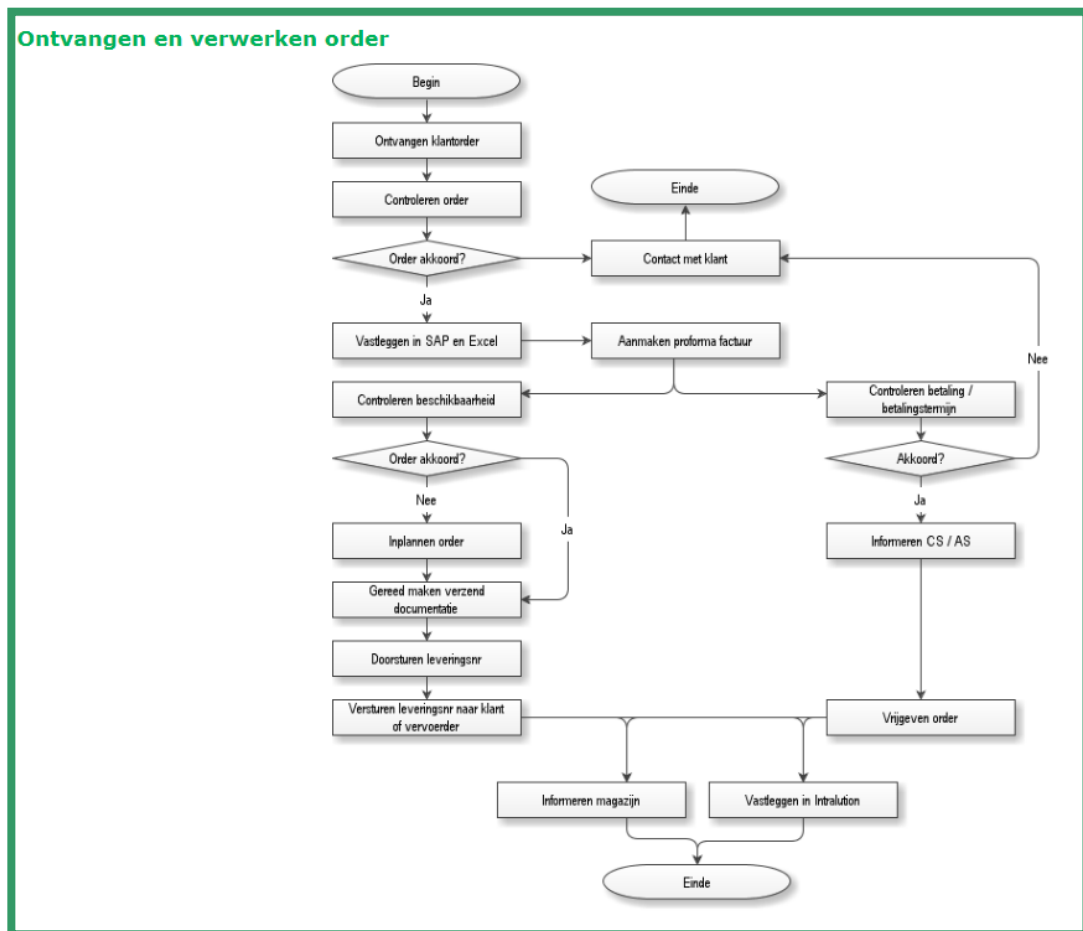 Ontvangen en verwerken order
Begin
Ontvangen klantorder
Controleren order
Einde
Order akkoord?
Contact met klant
Ja
Vastleggen in SAP en Excel
Aanmaken proforma factuur
Nee
Controleren beschikbaarheid
Controleren betaling /
betalingstermijn
Order akkoord?
Akkoord?
Nee
Ja
Ja
Inplannen order
Informeren CS / AS
Gereed maken verzend
documentatie
Doorsturen leveringsnr
Versturen leveringsnr naar klant
of vervoerder
Vrijgeven order
Informeren magazijn
Vastleggen in Intralution
Einde